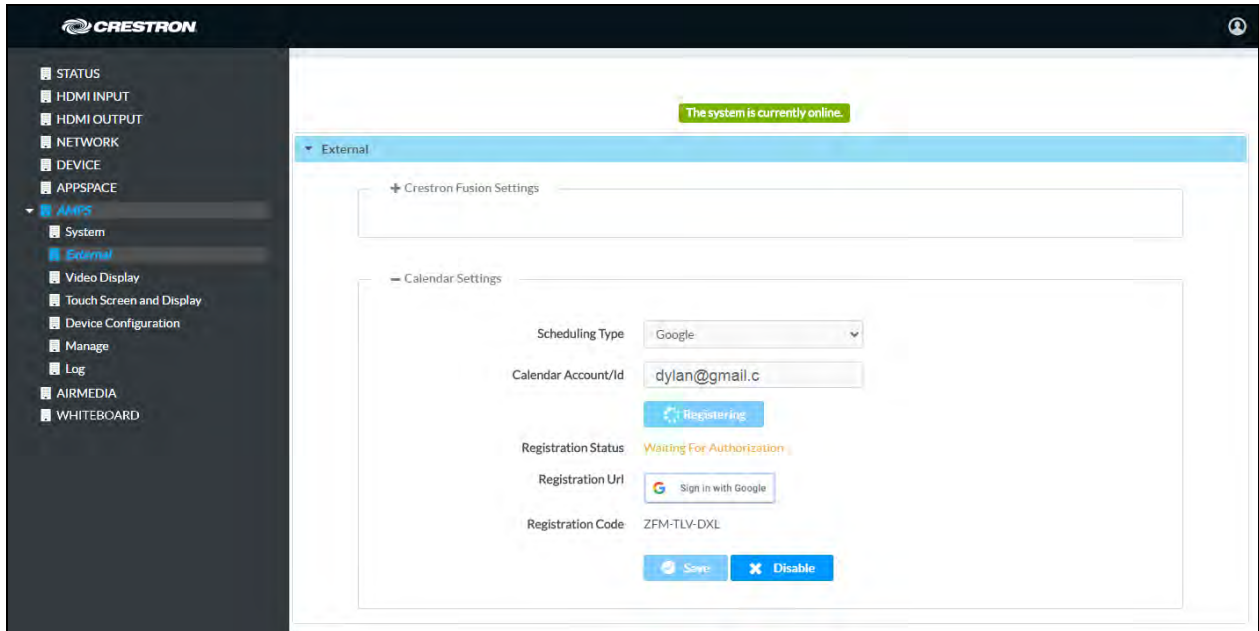 CRESTRON
STATUS
HDMI INPUT
HDMI OUTPUT
NETWORK
DEVICE
APPSPACE
AMPS
System
External
Video Display
Touch Screen and Display
Device Configuration
Manage
Log
AIRMEDIA
WHITEBOARD
The system is currently online.
External
Crestron Fusion Settings
Calendar Settings
Scheduling Type Google
Calendar Account/Id dylan@gmail.c
Registering
Registration Status Waiting For Authorization
Registration Url Sign in with Google
Registration Code ZFM-TLV-DXL
Save Disable